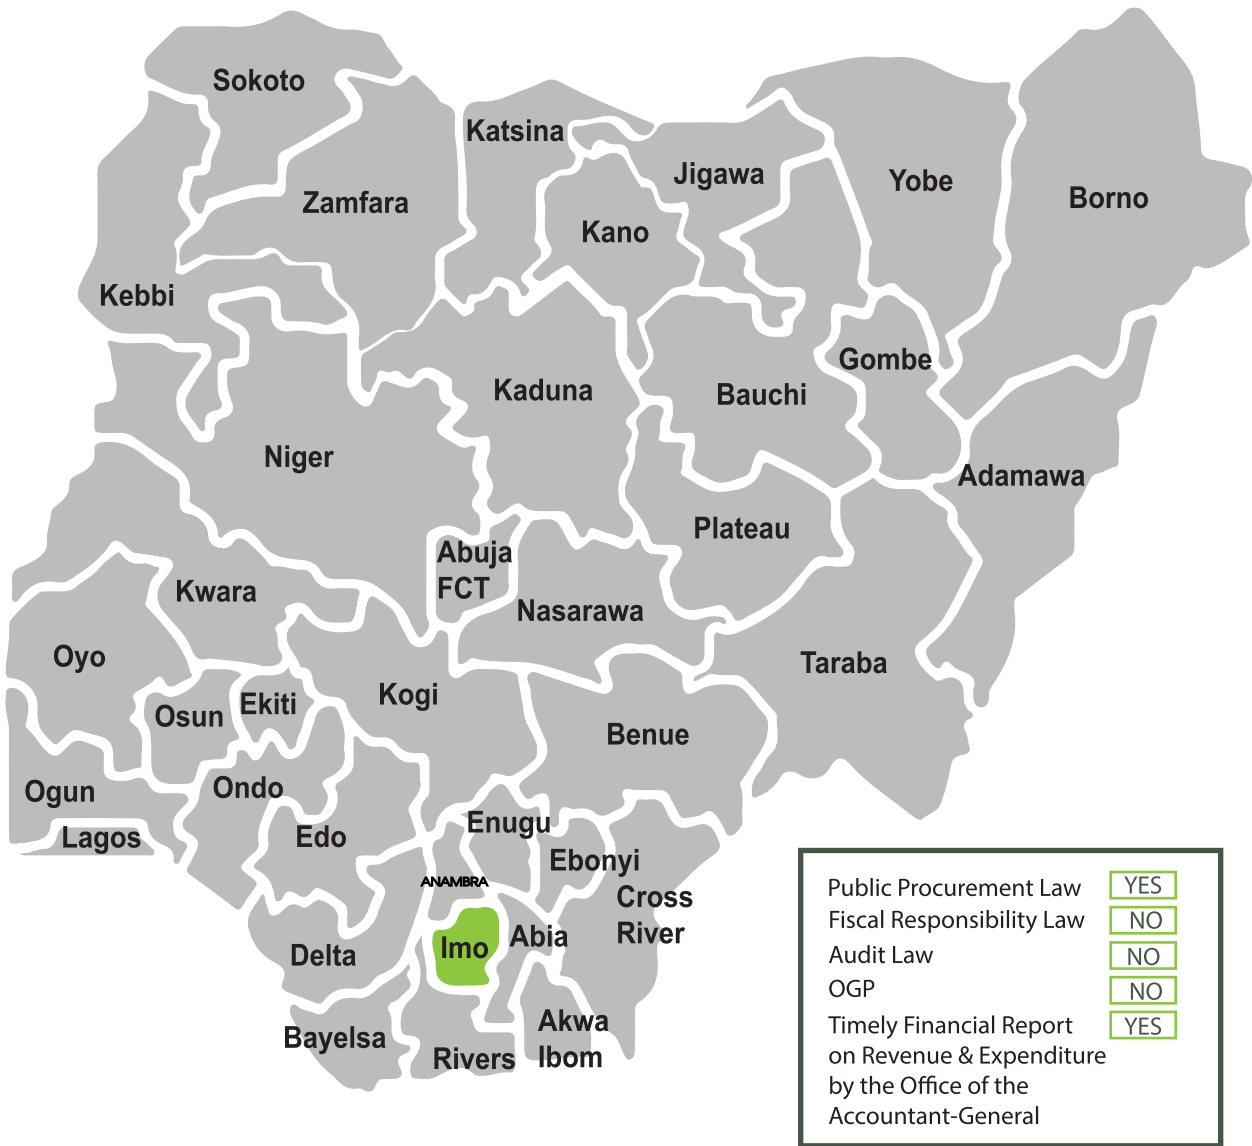 Sokoto
Katsina
Jigawa
Yobe
Borno
Zamfara
Kano
Kebbi
Gombe
Kaduna
Bauchi
Niger
Adamawa
Plateau
Abuja
FCT
Kwara
Nasarawa
Oyo
Taraba
Kogi
Ekiti
Osun
Benue
Ogun
Ondo
Lagos
Edo
Enugu
Ebonyi
ANAMBRA
Cross
River
Imo
Abia
Delta
Bayelsa
Akwa
Ibom
Rivers
Public Procurement Law YES
Fiscal Responsibility Law NO
Audit Law NO
OGP NO
Timely Financial Report YES
on Revenue & Expenditure
by the Office of the
Accountant-General